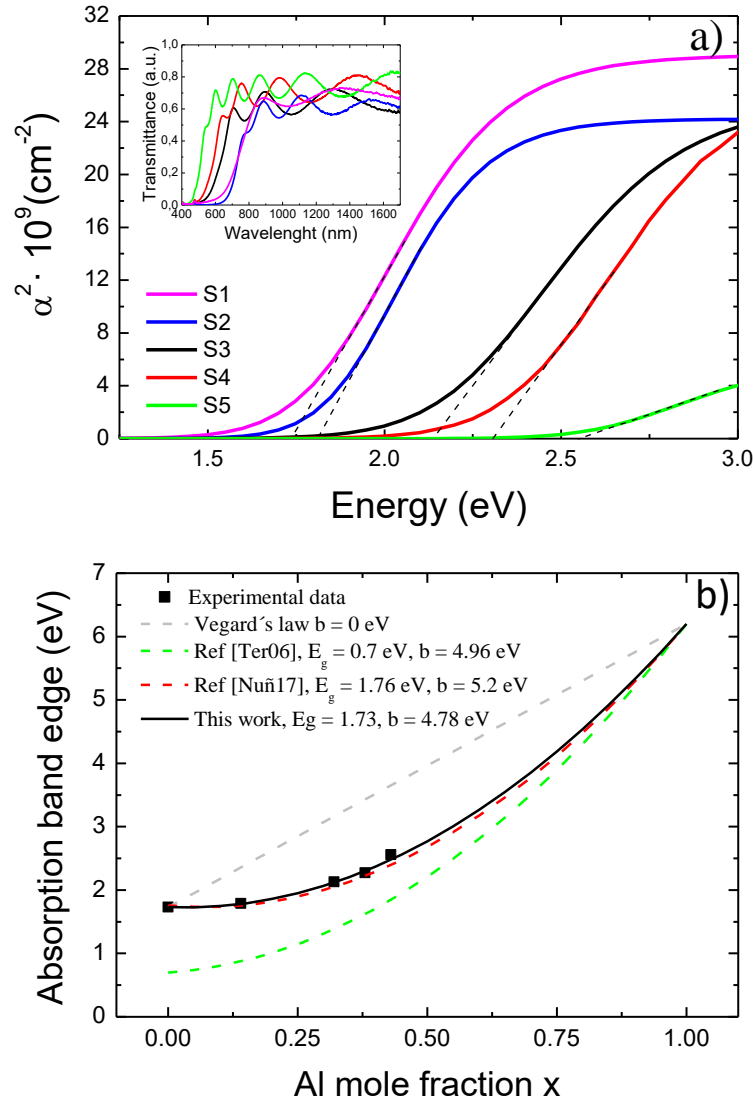 a)
α² · 10⁹(cm⁻²)
32
28
24
20
16
12
8
4
0
1.5
2.0
2.5
3.0
Energy (eV)
Transmittance (a.u.)
1,0
0,8
0,6
0,4
0,2
0,0
400 600 800 1000 1200 1400 1600
Wavelenght (nm)
S1
S2
S3
S4
S5
b)
Absorption band edge (eV)
7
6
5
4
3
2
1
0
Experimental data
Vegard´s law b = 0 eV
Ref [Ter06], E_g = 0.7 eV, b = 4.96 eV
Ref [Nuñ17], E_g = 1.76 eV, b = 5.2 eV
This work, Eg = 1.73, b = 4.78 eV
0.00
0.25
0.50
0.75
1.00
Al mole fraction x